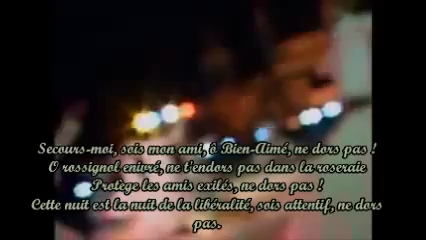 Secours-moi, sois mon ami, ô Bien-Aimé, ne dors pas !
O rossignol enivré, ne t'endors pas dans la roseraie
Protège les amis exilés, ne dors pas !
Cette nuit est la nuit de la libéralité, sois attentif, ne dors
pas.